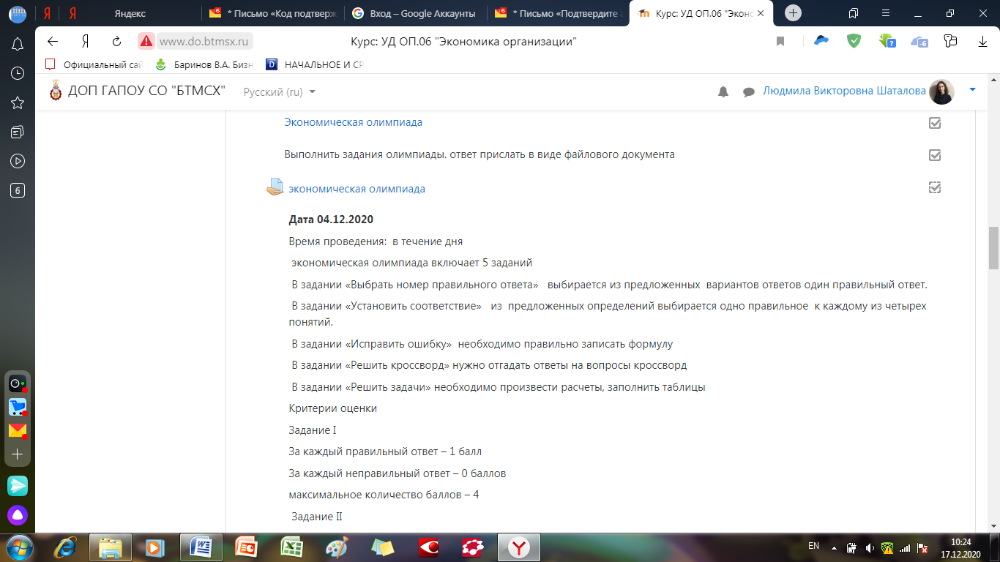 Яндекс
* Письмо «Код подтверж
Вход – Google Аккаунты
* Письмо «Подтвердите а
Курс: УД ОП.06 "Эконо
www.do.btmsx.ru
Курс: УД ОП.06 "Экономика организации"
Официальный сай
Баринов В.А. Бизн
НАЧАЛЬНОЕ И СР
ДОП ГАПОУ СО "БТМСХ"
Русский (ru)
Людмила Викторовна Шаталова
Экономическая олимпиада
Выполнить задания олимпиады. ответ прислать в виде файлового документа
экономическая олимпиада
Дата 04.12.2020
Время проведения: в течение дня
экономическая олимпиада включает 5 заданий
В задании «Выбрать номер правильного ответа» выбирается из предложенных вариантов ответов один правильный ответ.
В задании «Установить соответствие» из предложенных определений выбирается одно правильное к каждому из четырех
понятий.
В задании «Исправить ошибку» необходимо правильно записать формулу
В задании «Решить кроссворд» нужно отгадать ответы на вопросы кроссворд
В задании «Решить задачи» необходимо произвести расчеты, заполнить таблицы
Критерии оценки
Задание I
За каждый правильный ответ – 1 балл
За каждый неправильный ответ – 0 баллов
максимальное количество баллов – 4
Задание II
6
EN
10:24
17.12.2020